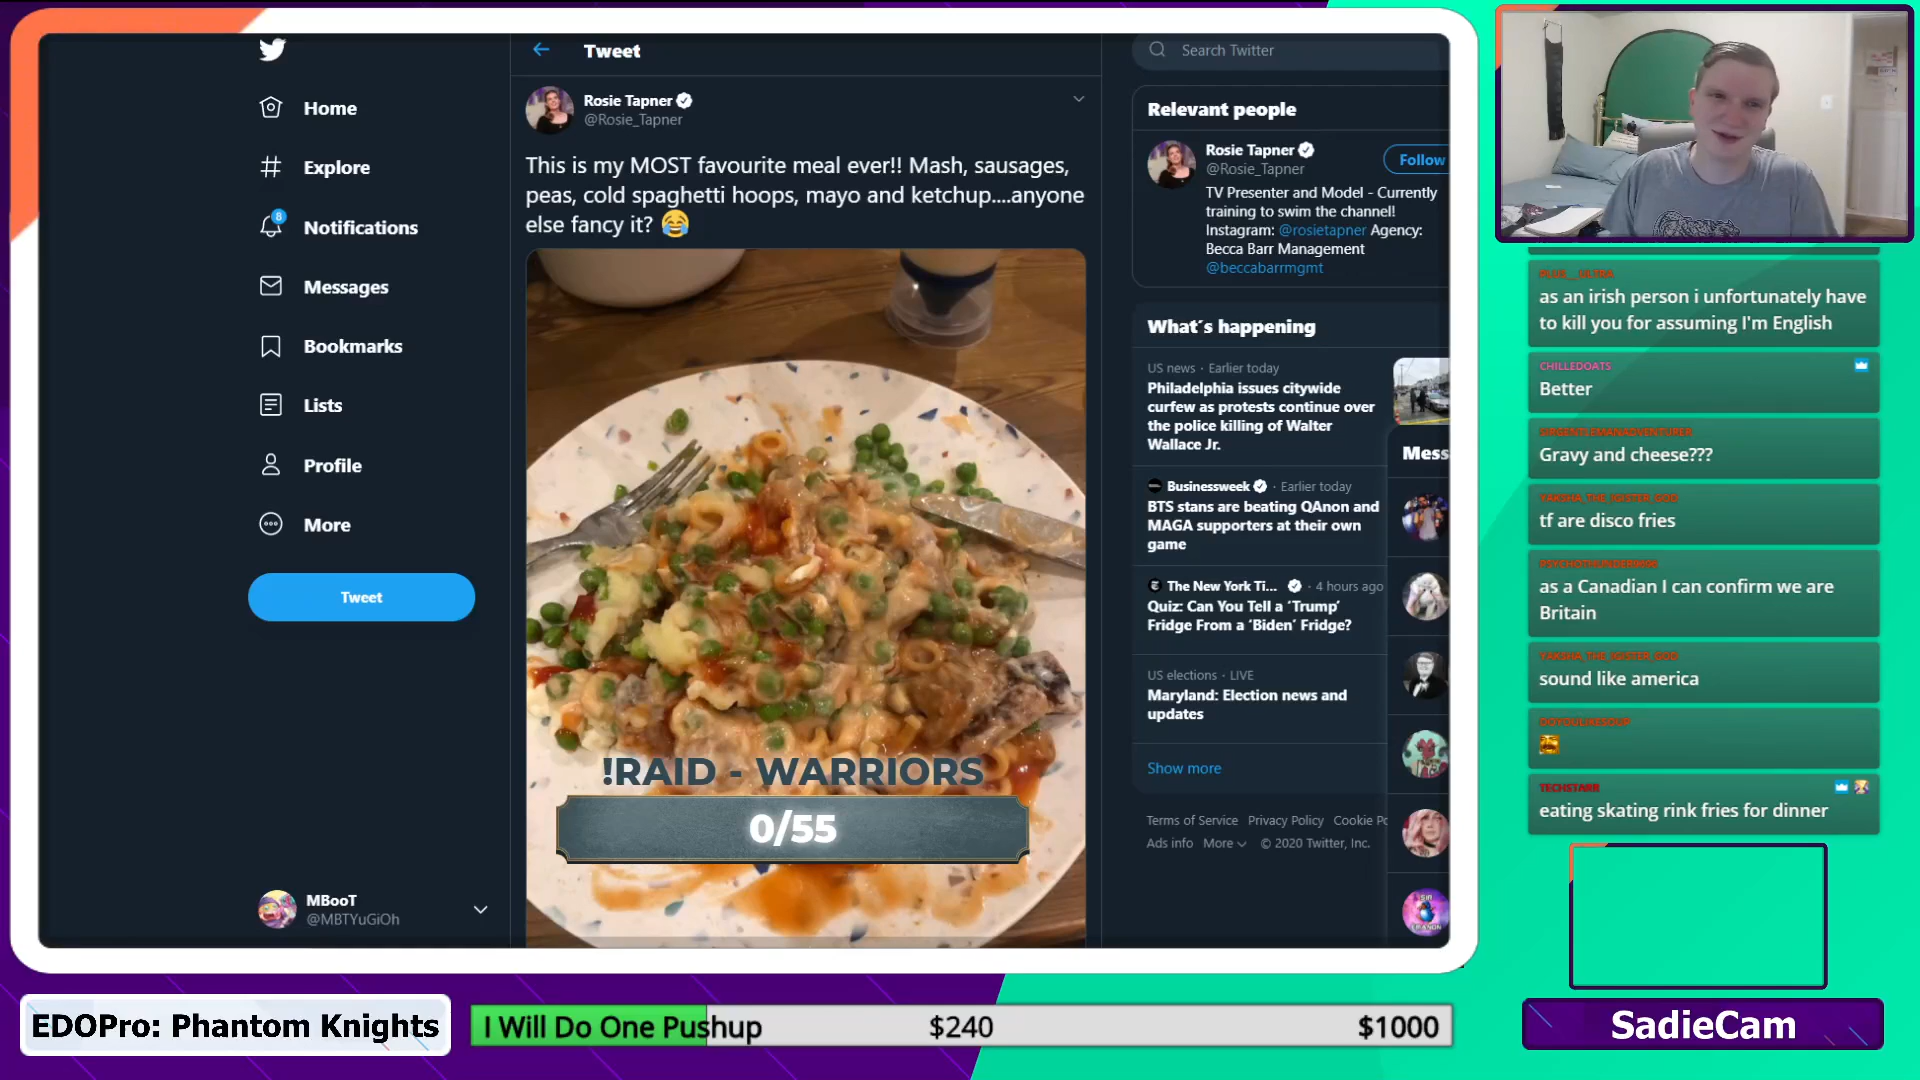 Home
Explore
8
Notifications
Messages
Bookmarks
Lists
Profile
More
Tweet
MBooT
@MBTYuGiOh
Tweet
Rosie Tapner
@Rosie_Tapner
This is my MOST favourite meal ever!! Mash, sausages,
peas, cold spaghetti hoops, mayo and ketchup....anyone
else fancy it? 😂
!RAID - WARRIORS
0/55
Search Twitter
Relevant people
Rosie Tapner
@Rosie_Tapner
Follow
TV Presenter and Model - Currently
training to swim the channel!
Instagram: @rosietapner Agency:
Becca Barr Management
@beccabarrmgmt
What's happening
US news · Earlier today
Philadelphia issues citywide
curfew as protests continue over
the police killing of Walter
Wallace Jr.
Businessweek · Earlier today
BTS stans are beating QAnon and
MAGA supporters at their own
game
The New York Ti... · 4 hours ago
Quiz: Can You Tell a 'Trump'
Fridge From a 'Biden' Fridge?
US elections · LIVE
Maryland: Election news and
updates
Show more
Terms of Service Privacy Policy Cookie Po
Ads info More © 2020 Twitter, Inc.
Mess
as an irish person i unfortunately have
to kill you for assuming I'm English
CHILLEDOATS
Better
SIRGENTLEMANADVENTURER
Gravy and cheese???
tf are disco fries
as a Canadian I can confirm we are
Britain
sound like america
DOYOULIKESOUP
TECHSTARR
eating skating rink fries for dinner
EDOPro: Phantom Knights
I Will Do One Pushup
$240
$1000
SadieCam